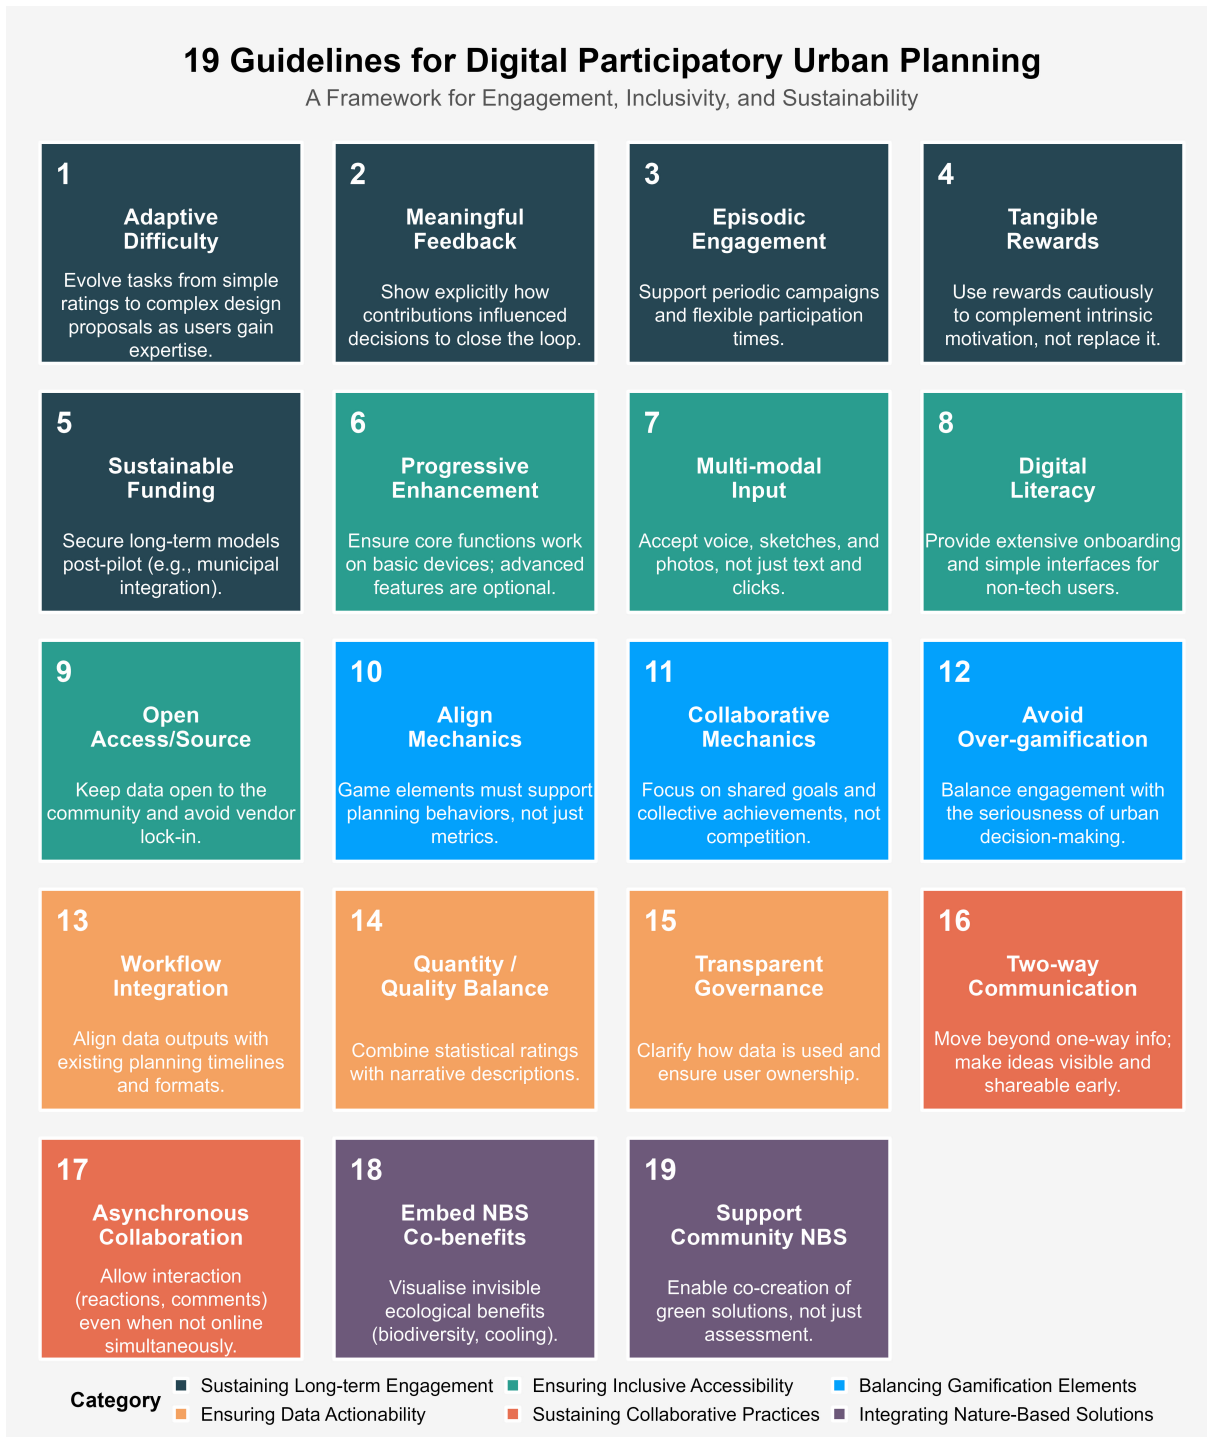 19 Guidelines for Digital Participatory Urban Planning
A Framework for Engagement, Inclusivity, and Sustainability
1
Adaptive
Difficulty
Evolve tasks from simple
ratings to complex design
proposals as users gain
expertise.
2
Meaningful
Feedback
Show explicitly how
contributions influenced
decisions to close the loop.
3
Episodic
Engagement
Support periodic campaigns
and flexible participation
times.
4
Tangible
Rewards
Use rewards cautiously
to complement intrinsic
motivation, not replace it.
5
Sustainable
Funding
Secure long-term models
post-pilot (e.g., municipal
integration).
6
Progressive
Enhancement
Ensure core functions work
on basic devices; advanced
features are optional.
7
Multi-modal
Input
Accept voice, sketches, and
photos, not just text and
clicks.
8
Digital
Literacy
Provide extensive onboarding
and simple interfaces for
non-tech users.
9
Open
Access/Source
Keep data open to the
community and avoid vendor
lock-in.
10
Align
Mechanics
Game elements must support
planning behaviors, not just
metrics.
11
Collaborative
Mechanics
Focus on shared goals and
collective achievements, not
competition.
12
Avoid
Over-gamification
Balance engagement with
the seriousness of urban
decision-making.
13
Workflow
Integration
Align data outputs with
existing planning timelines
and formats.
14
Quantity /
Quality Balance
Combine statistical ratings
with narrative descriptions.
15
Transparent
Governance
Clarify how data is used and
ensure user ownership.
16
Two-way
Communication
Move beyond one-way info;
make ideas visible and
shareable early.
17
Asynchronous
Collaboration
Allow interaction
(reactions, comments)
even when not online
simultaneously.
18
Embed NBS
Co-benefits
Visualise invisible
ecological benefits
(biodiversity, cooling).
19
Support
Community NBS
Enable co-creation of
green solutions, not just
assessment.
Category
Sustaining Long-term Engagement
Ensuring Inclusive Accessibility
Balancing Gamification Elements
Ensuring Data Actionability
Sustaining Collaborative Practices
Integrating Nature-Based Solutions